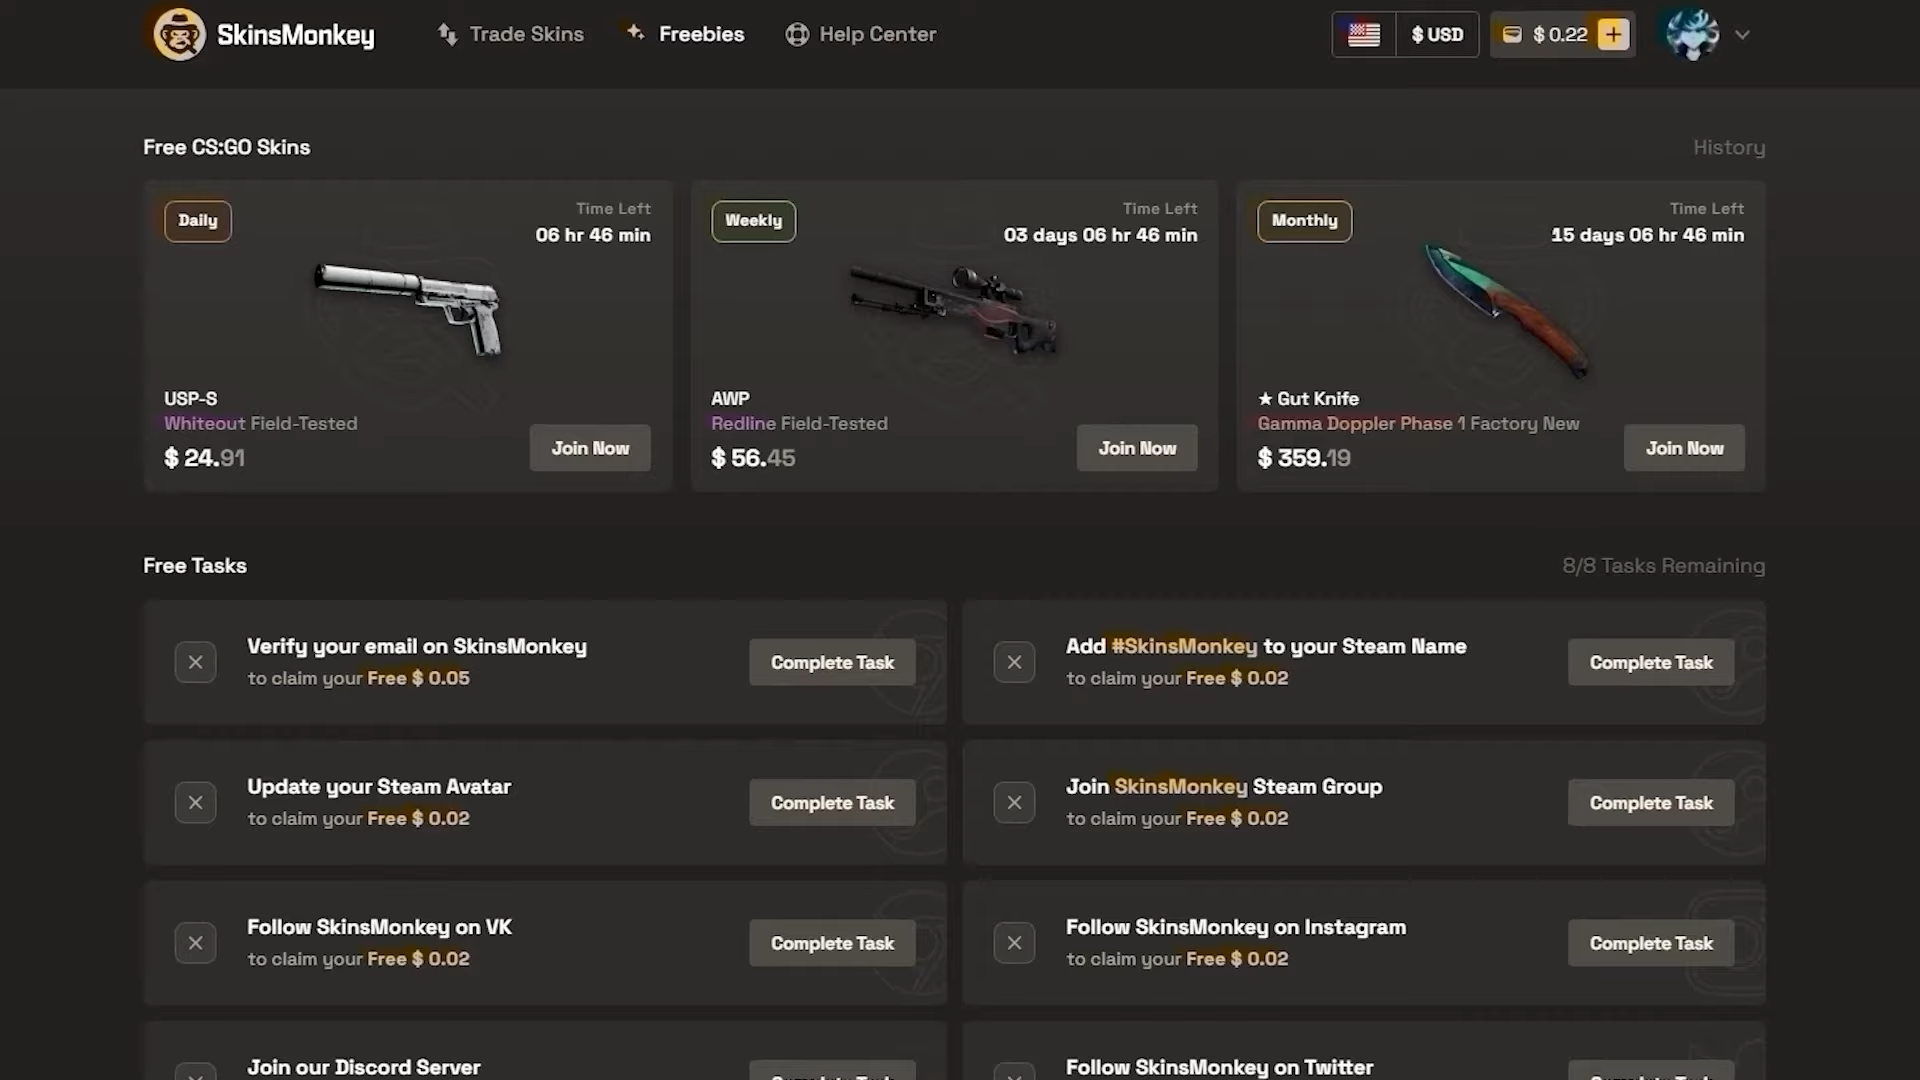 SkinsMonkey
Trade Skins
Freebies
Help Center
$ USD
$ 0.22
Free CS:GO Skins
History
Daily
Time Left
06 hr 46 min
USP-S
Whiteout Field-Tested
$ 24.91
Join Now
Weekly
Time Left
03 days 06 hr 46 min
AWP
Redline Field-Tested
$ 56.45
Join Now
Monthly
Time Left
15 days 06 hr 46 min
★ Gut Knife
Gamma Doppler Phase 1 Factory New
$ 359.19
Join Now
Free Tasks
8/8 Tasks Remaining
Verify your email on SkinsMonkey
to claim your Free $ 0.05
Complete Task
Add #SkinsMonkey to your Steam Name
to claim your Free $ 0.02
Complete Task
Update your Steam Avatar
to claim your Free $ 0.02
Complete Task
Join SkinsMonkey Steam Group
to claim your Free $ 0.02
Complete Task
Follow SkinsMonkey on VK
to claim your Free $ 0.02
Complete Task
Follow SkinsMonkey on Instagram
to claim your Free $ 0.02
Complete Task
Join our Discord Server
Follow SkinsMonkey on Twitter